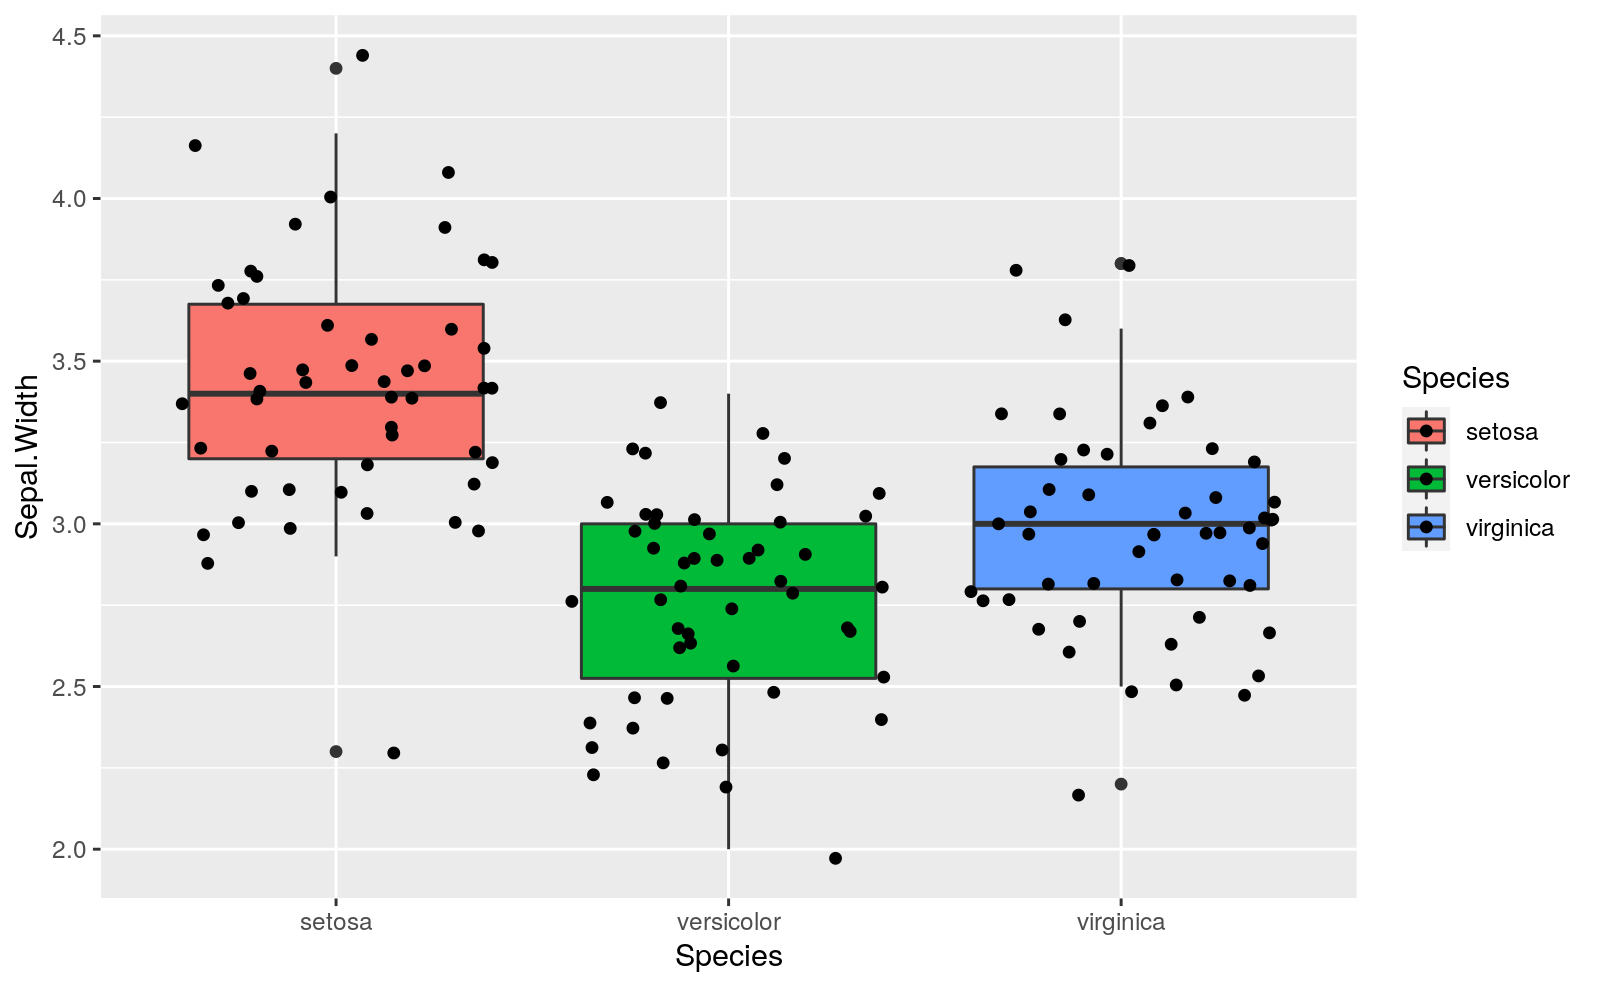 4.5
4.0
3.5
3.0
2.5
2.0
Sepal.Width
setosa
versicolor
virginica
Species
Species
setosa
versicolor
virginica